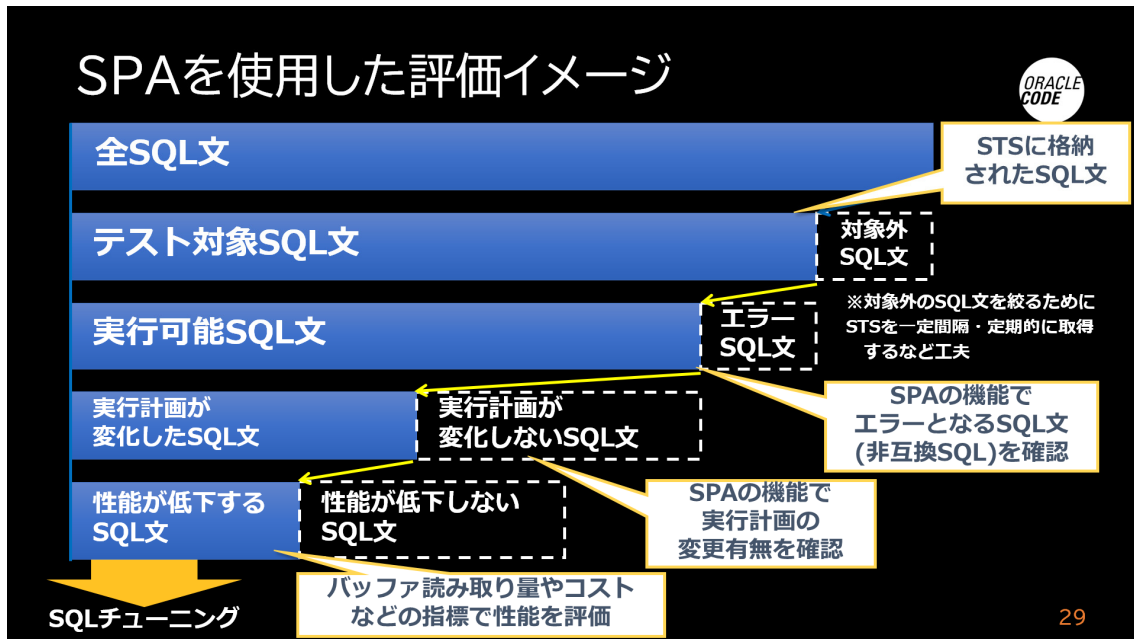 SPAを使用した評価イメージ
ORACLE
CODE
全SQL文
STSに格納
されたSQL文
テスト対象SQL文
対象外
SQL文
実行可能SQL文
エラー
SQL文
※対象外のSQL文を絞るために
STSを一定間隔・定期的に取得
するなど工夫
実行計画が
変化したSQL文
実行計画が
変化しないSQL文
SPAの機能で
エラーとなるSQL文
(非互換SQL)を確認
性能が低下する
SQL文
性能が低下しない
SQL文
SPAの機能で
実行計画の
変更有無を確認
SQLチューニング
バッファ読み取り量やコスト
などの指標で性能を評価
29